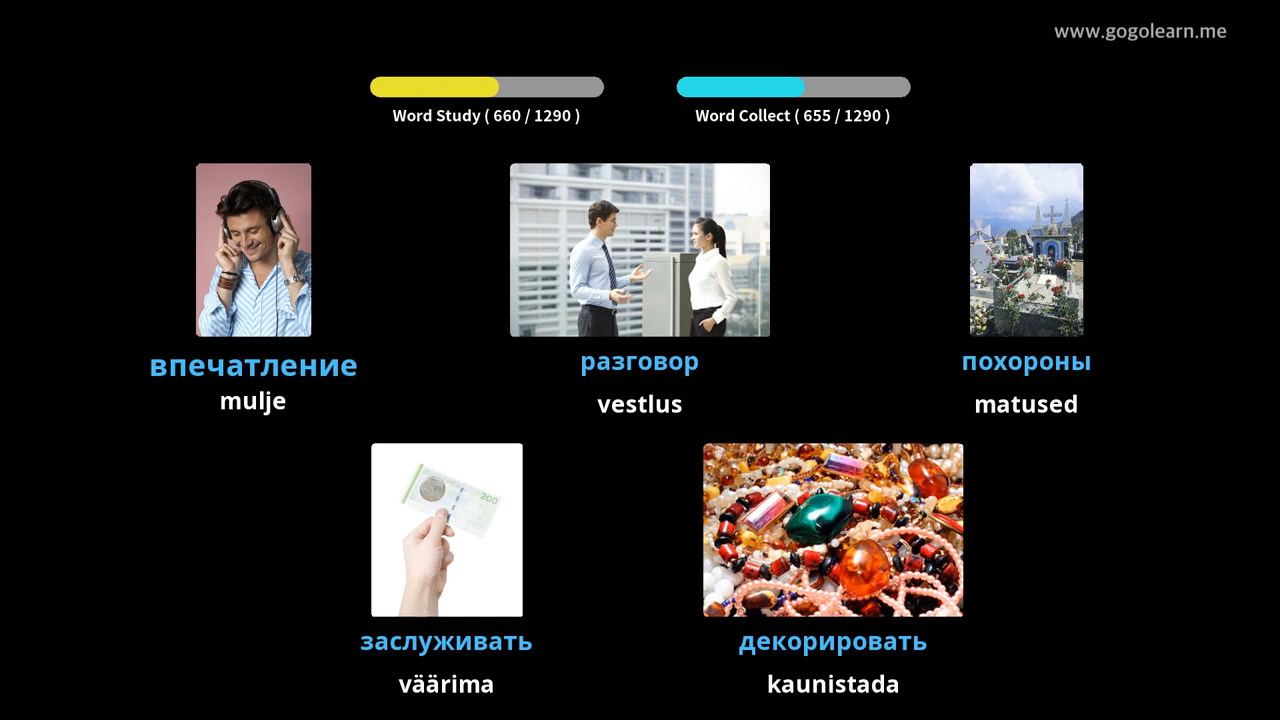 www.gogolearn.me
Word Study ( 660 / 1290 )
Word Collect ( 655 / 1290 )
впечатление
mulje
разговор
vestlus
похороны
matused
200
заслуживать
väärima
декорировать
kaunistada